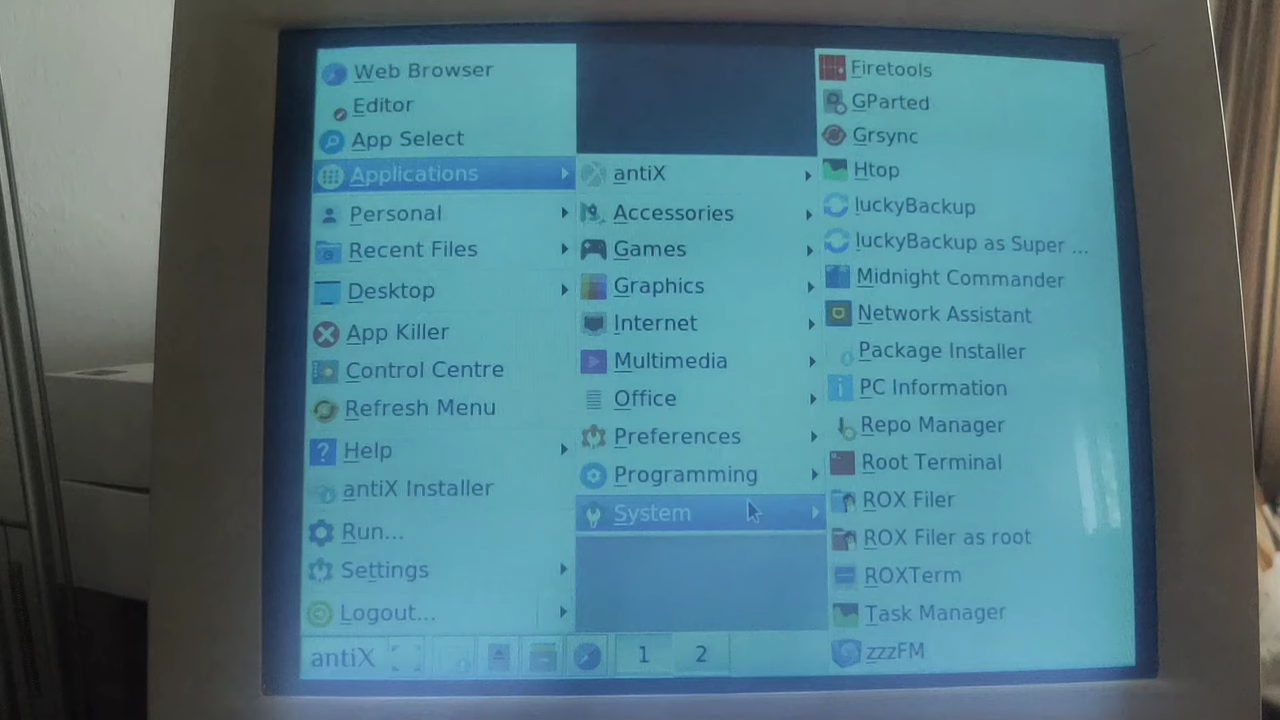 Web Browser
Editor
App Select
Applications
Personal
Recent Files
Desktop
App Killer
Control Centre
Refresh Menu
Help
antiX Installer
Run...
Settings
Logout...
antiX
Accessories
Games
Graphics
Internet
Multimedia
Office
Preferences
Programming
System
Firetools
GParted
Grsync
Htop
luckyBackup
luckyBackup as Super ...
Midnight Commander
Network Assistant
Package Installer
PC Information
Repo Manager
Root Terminal
ROX Filer
ROX Filer as root
ROXTerm
Task Manager
zzzFM
antiX 1 2